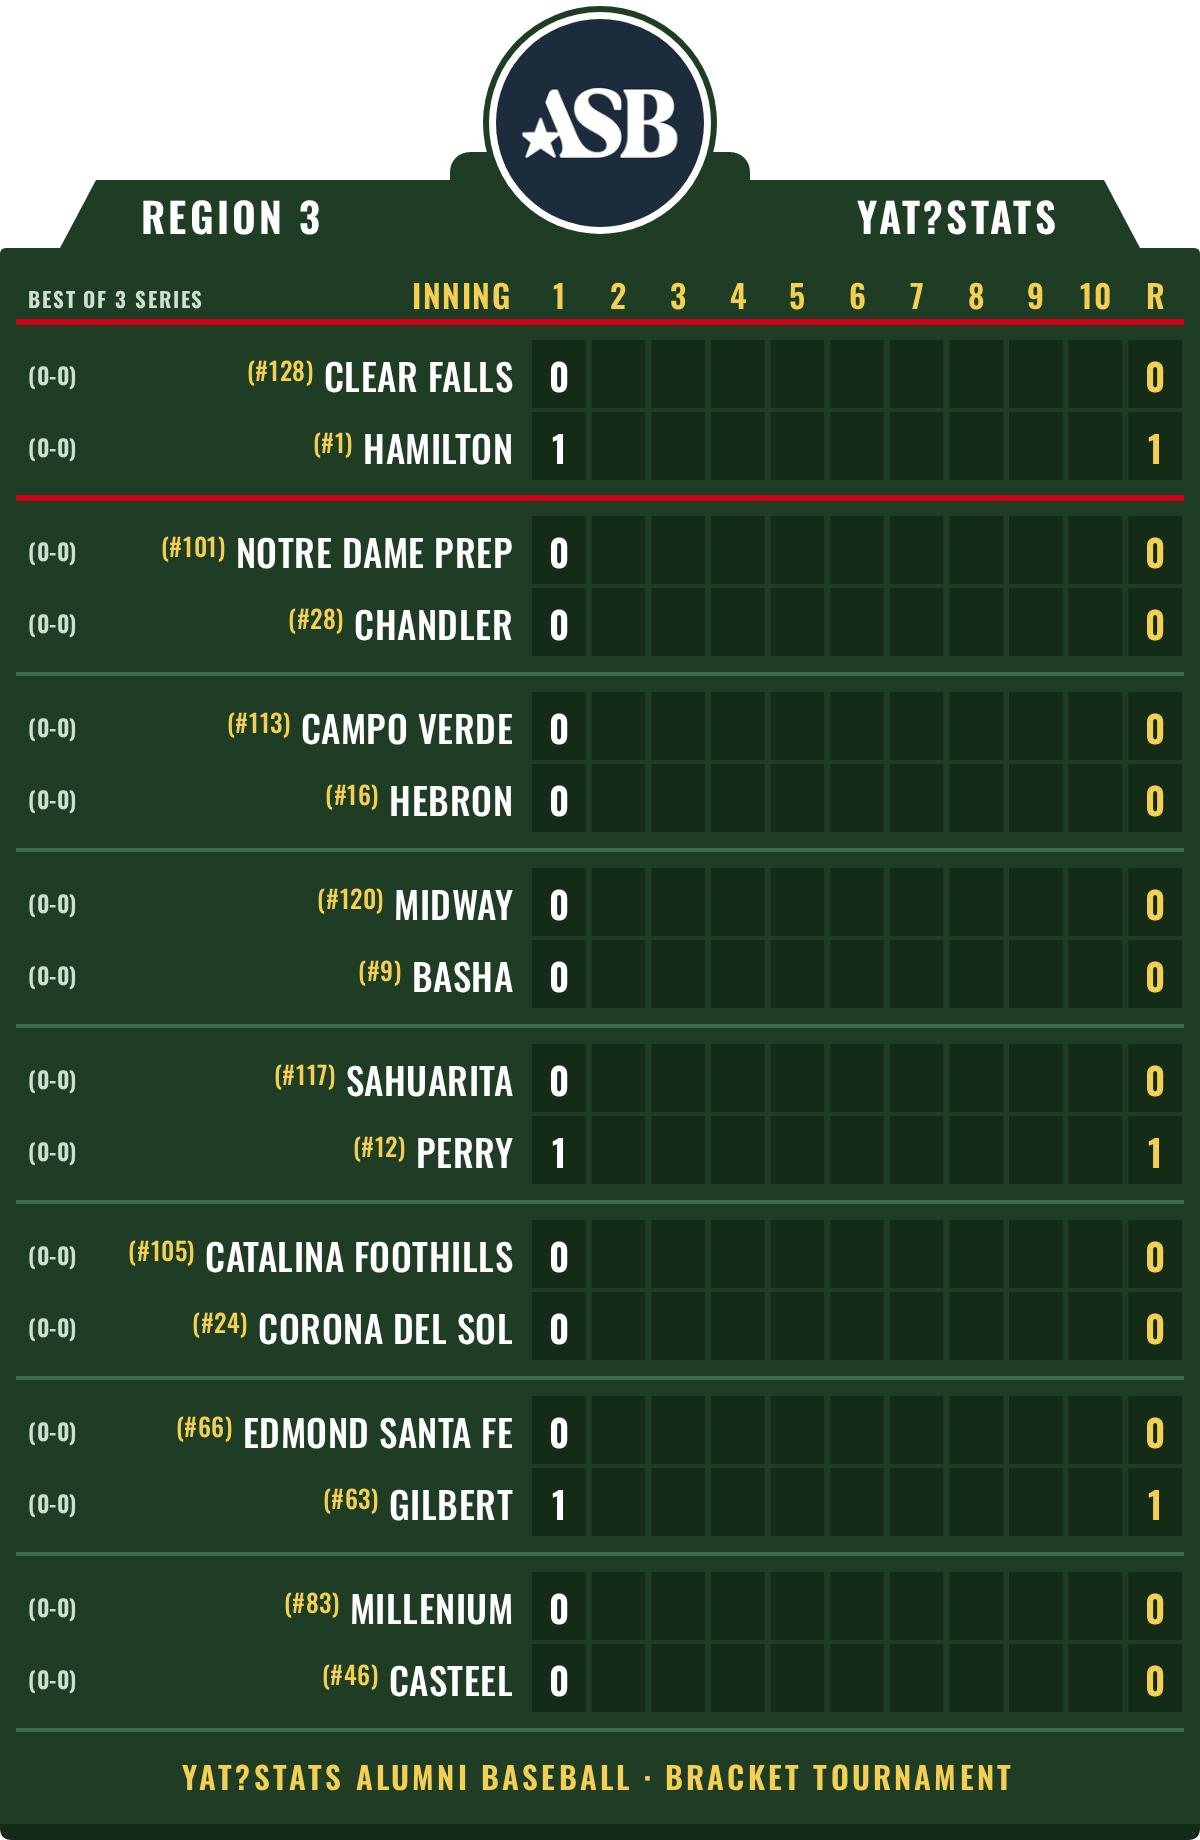 ASB
REGION 3 YAT?STATS
BEST OF 3 SERIES INNING 1 2 3 4 5 6 7 8 9 10 R
(0-0) (#128) CLEAR FALLS 0 0
(0-0) (#1) HAMILTON 1 1
(0-0) (#101) NOTRE DAME PREP 0 0
(0-0) (#28) CHANDLER 0 0
(0-0) (#113) CAMPO VERDE 0 0
(0-0) (#16) HEBRON 0 0
(0-0) (#120) MIDWAY 0 0
(0-0) (#9) BASHA 0 0
(0-0) (#117) SAHUARITA 0 0
(0-0) (#12) PERRY 1 1
(0-0) (#105) CATALINA FOOTHILLS 0 0
(0-0) (#24) CORONA DEL SOL 0 0
(0-0) (#66) EDMOND SANTA FE 0 0
(0-0) (#63) GILBERT 1 1
(0-0) (#83) MILLENIUM 0 0
(0-0) (#46) CASTEEL 0 0
YAT?STATS ALUMNI BASEBALL · BRACKET TOURNAMENT